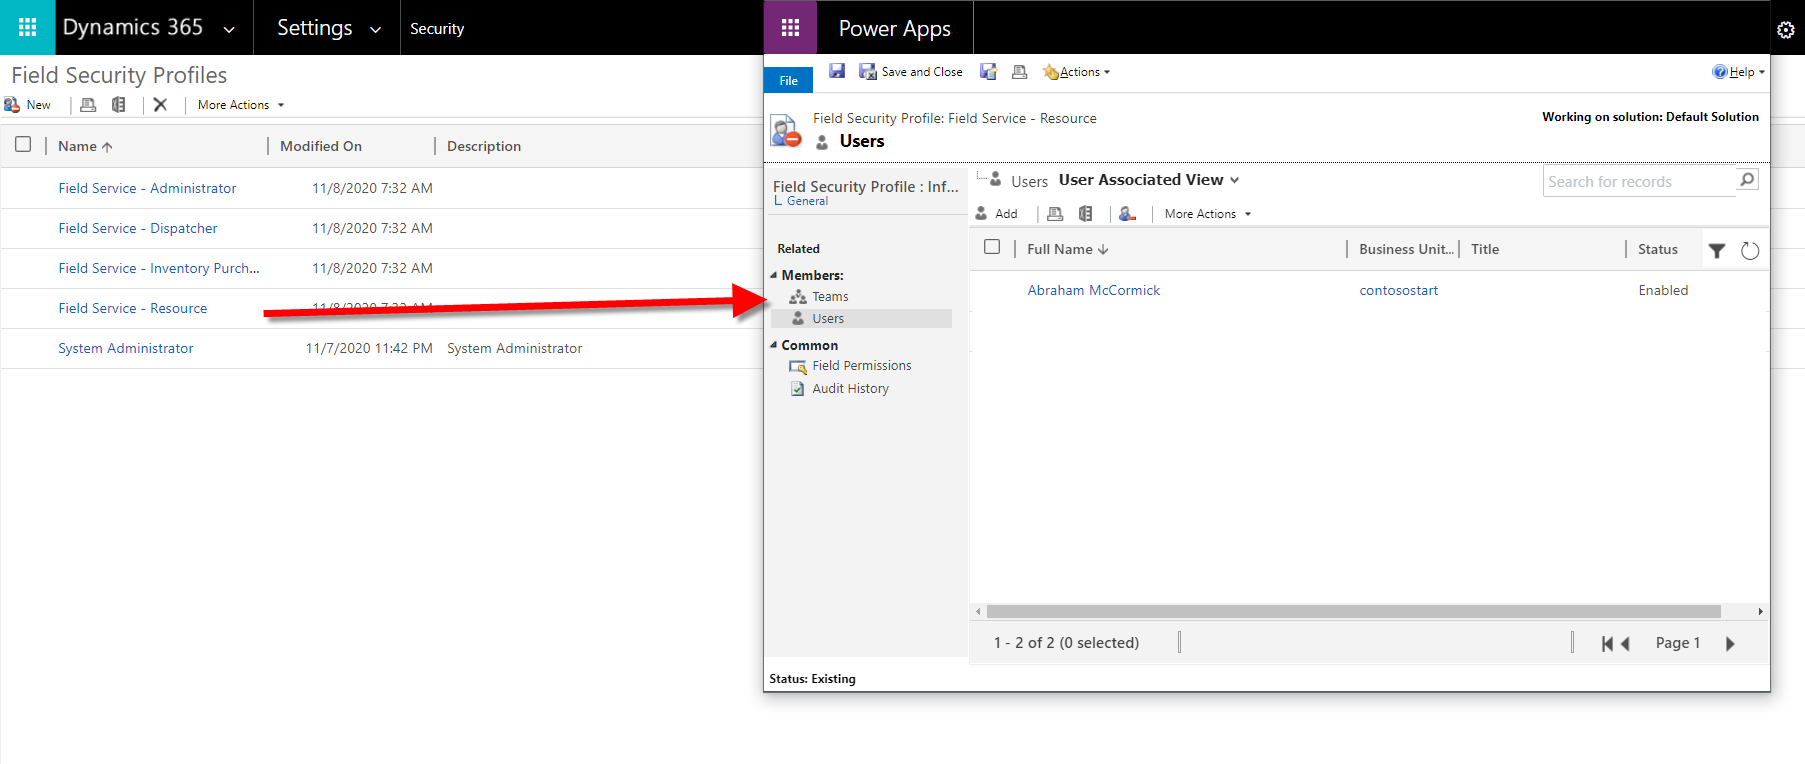 Dynamics 365
Settings
Security
Field Security Profiles
New
More Actions
Name
Modified On
Description
Field Service - Administrator
11/8/2020 7:32 AM
Field Service - Dispatcher
11/8/2020 7:32 AM
Field Service - Inventory Purch...
11/8/2020 7:32 AM
Field Service - Resource
11/8/2020 7:32 AM
System Administrator
11/7/2020 11:42 PM
System Administrator
Power Apps
File
Save and Close
Actions
Help
Field Security Profile: Field Service - Resource
Users
Working on solution: Default Solution
Field Security Profile : Inf...
General
Related
Members:
Teams
Users
Common
Field Permissions
Audit History
Users
User Associated View
Search for records
Add
More Actions
Full Name
Business Unit...
Title
Status
Abraham McCormick
contosostart
Enabled
1 - 2 of 2 (0 selected)
Page 1
Status: Existing